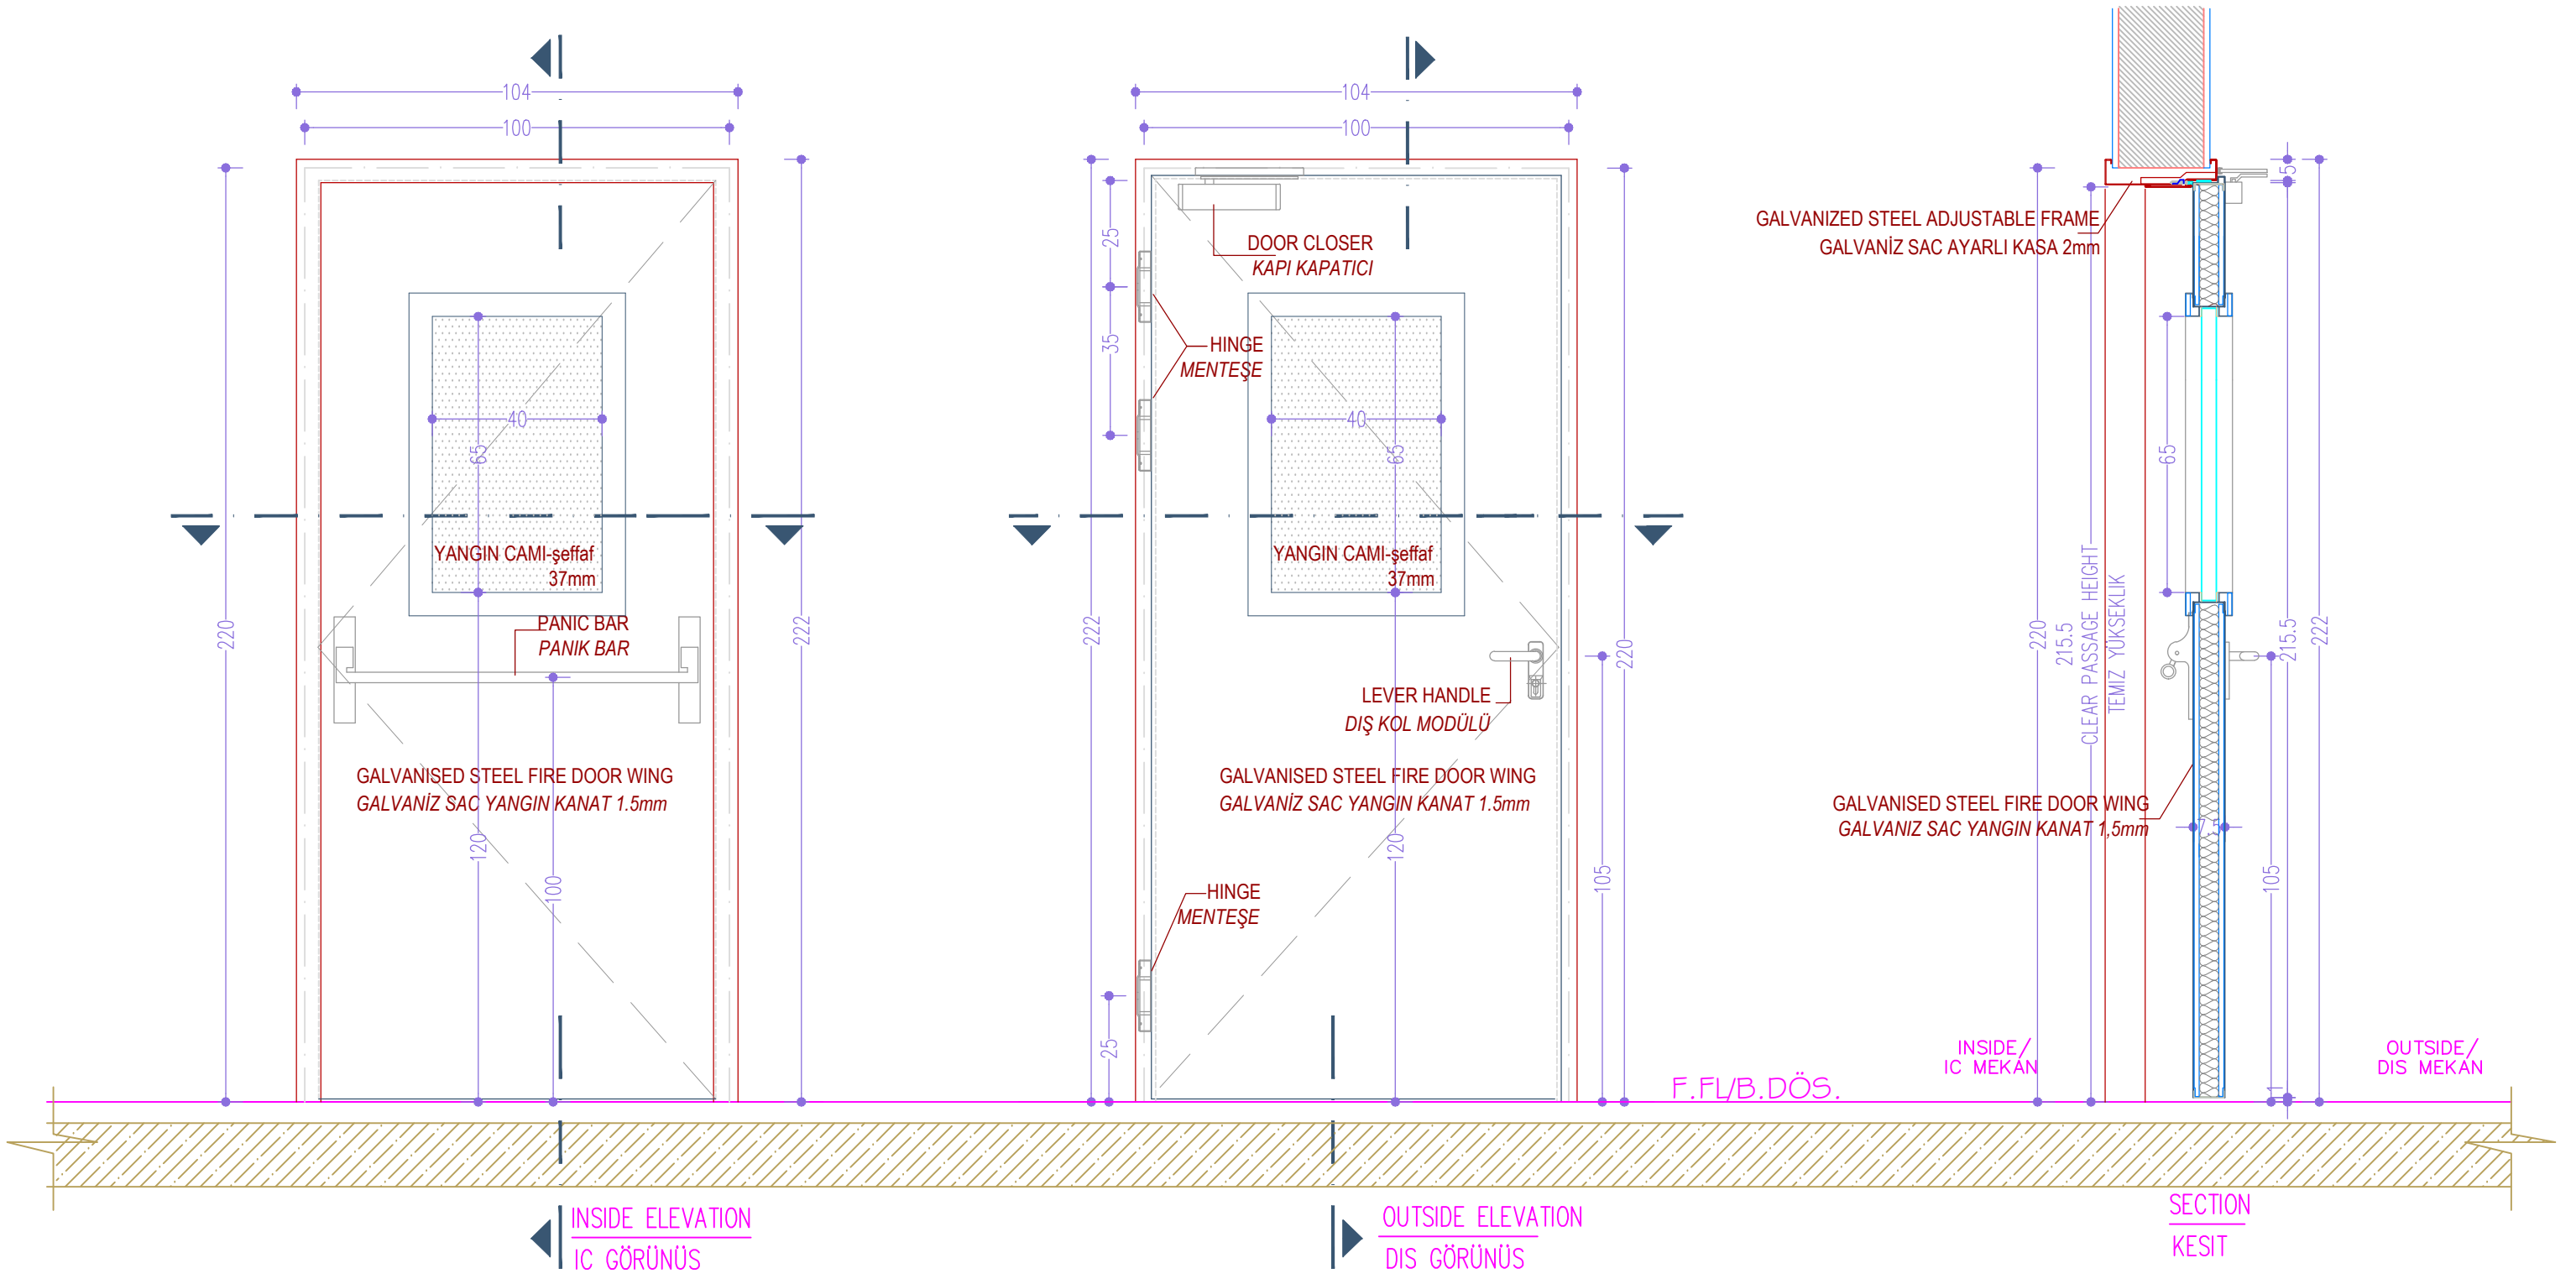 104
100
220
40
65
YANGIN CAMI-şeffaf
37mm
PANIC BAR
PANIK BAR
222
GALVANISED STEEL FIRE DOOR WING
GALVANİZ SAC YANGIN KANAT 1.5mm
120
100
INSIDE ELEVATION
IC GÖRÜNÜS
104
100
25
35
222
25
DOOR CLOSER
KAPI KAPATICI
HINGE
MENTEŞE
40
65
YANGIN CAMI-şeffaf
37mm
LEVER HANDLE
DIŞ KOL MODÜLÜ
GALVANISED STEEL FIRE DOOR WING
GALVANİZ SAC YANGIN KANAT 1.5mm
120
HINGE
MENTEŞE
105
220
F.FL/B.DÖS.
OUTSIDE ELEVATION
DIS GÖRÜNÜS
GALVANIZED STEEL ADJUSTABLE FRAME
GALVANİZ SAC AYARLI KASA 2mm
5
65
220
215.5
CLEAR PASSAGE HEIGHT
TEMIZ YÜKSEKLIK
215.5
222
GALVANISED STEEL FIRE DOOR WING
GALVANIZ SAC YANGIN KANAT 1,5mm
7.5
105
1
INSIDE/
IC MEKAN
OUTSIDE/
DIS MEKAN
SECTION
KESIT